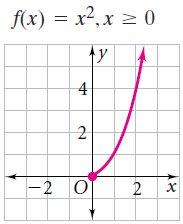 f(x) = x², x ≥ 0
y
4
2
−2 O 2 x